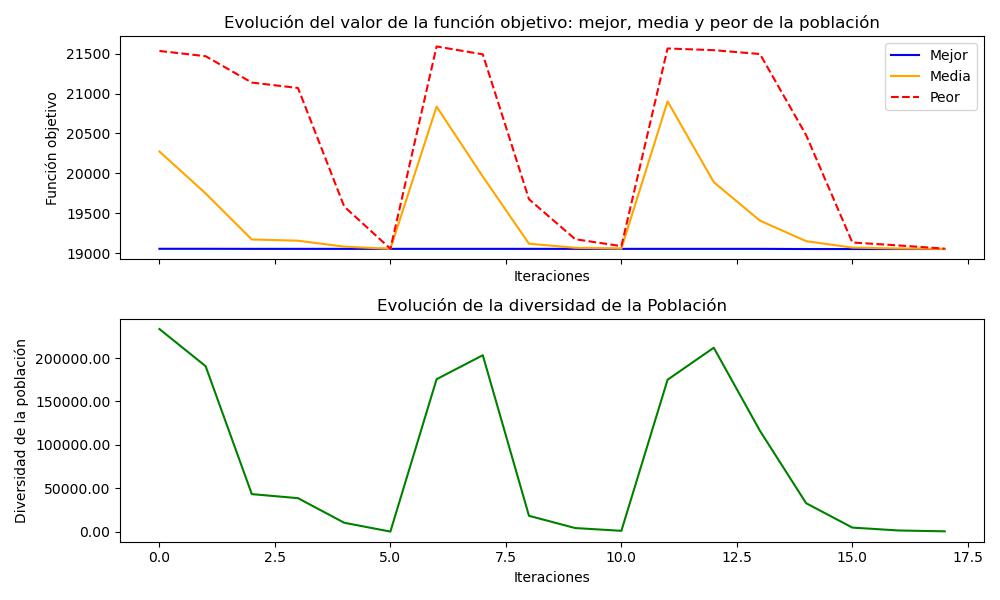 Evolución del valor de la función objetivo: mejor, media y peor de la población
21500
21000
20500
20000
19500
19000
Función objetivo
Mejor
Media
Peor
Iteraciones
Evolución de la diversidad de la Población
200000.00
150000.00
100000.00
50000.00
0.00
Diversidad de la población
0.0 2.5 5.0 7.5 10.0 12.5 15.0 17.5
Iteraciones